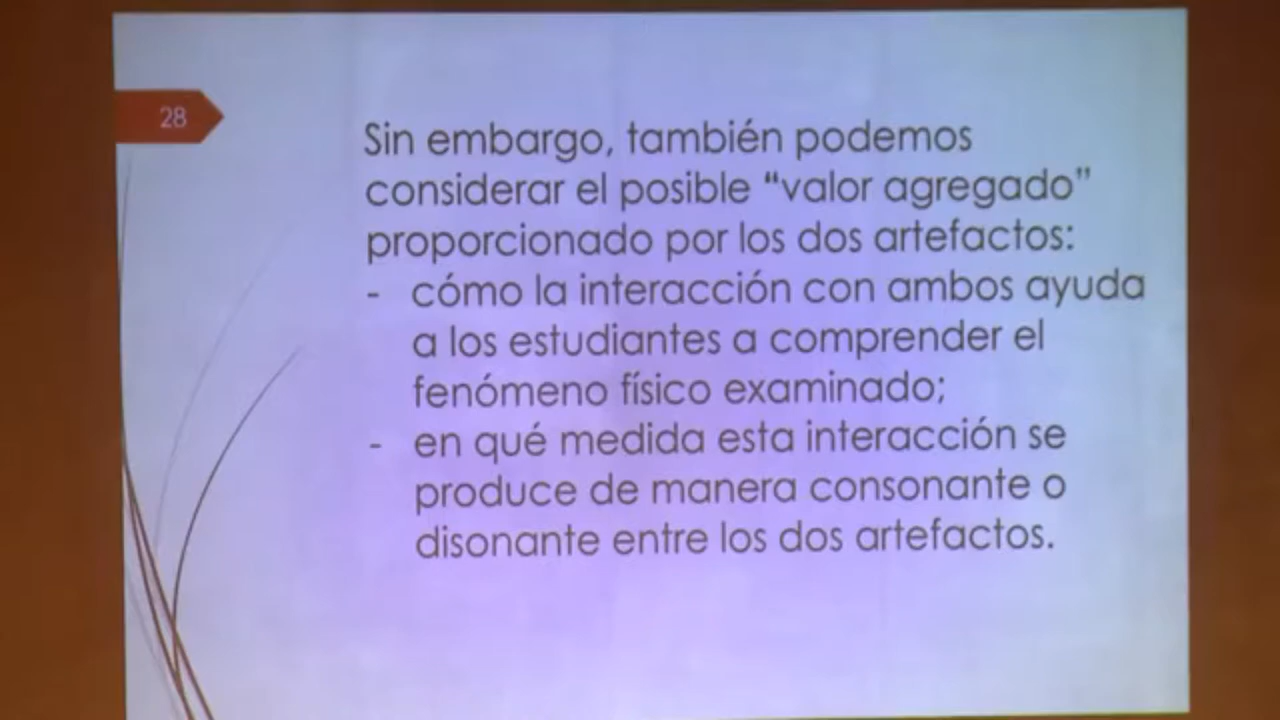 28
Sin embargo, también podemos
considerar el posible “valor agregado”
proporcionado por los dos artefactos:
- cómo la interacción con ambos ayuda
a los estudiantes a comprender el
fenómeno físico examinado;
- en qué medida esta interacción se
produce de manera consonante o
disonante entre los dos artefactos.